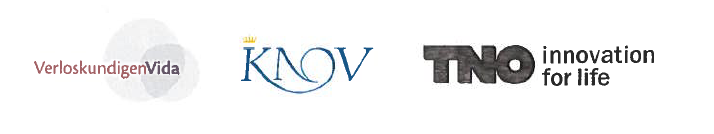 VerloskundigenVida
KNOV
TNO innovation
for life